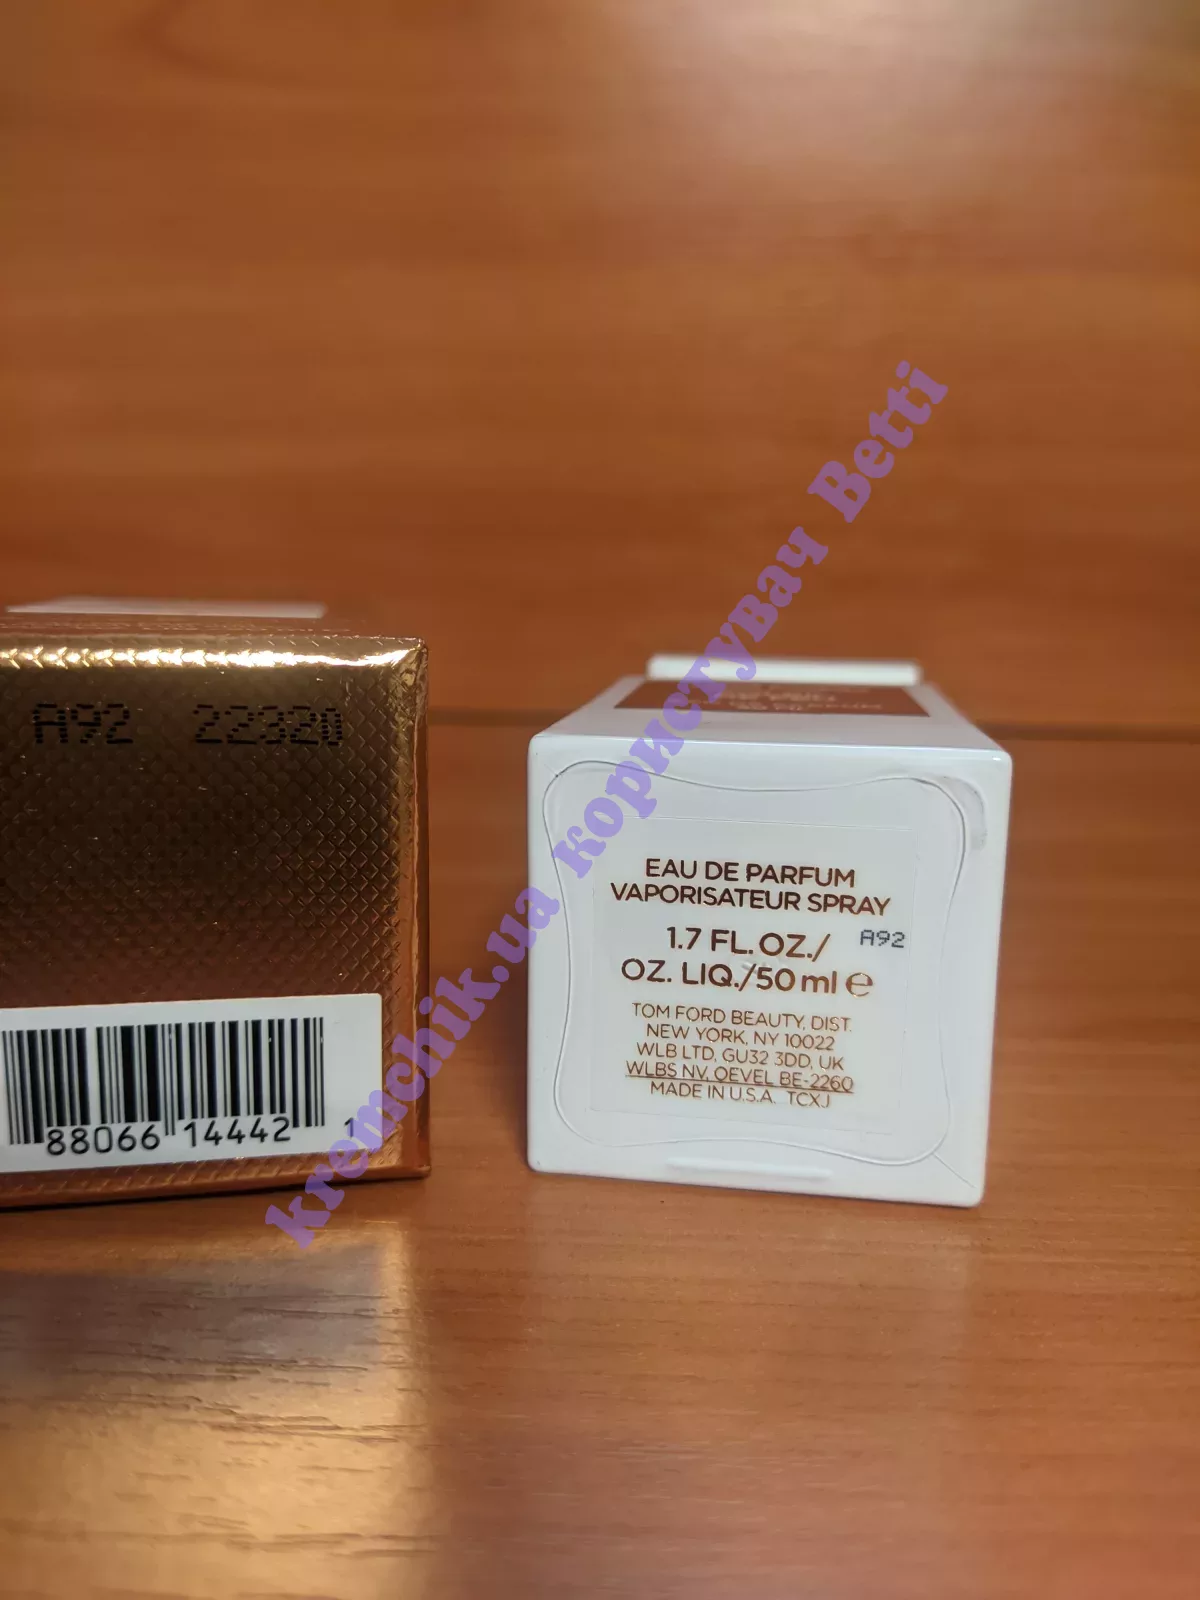 A92 22320
88066 14442 1
EAU DE PARFUM
VAPORISATEUR SPRAY
1.7 FL. OZ./
A92
OZ. LIQ./50 ml ℮
TOM FORD BEAUTY, DIST.
NEW YORK, NY 10022
WLB LTD, GU32 3DD, UK
WLBS NV, OEVEL BE-2260
MADE IN U.S.A. TCXJ
kremchik.ua користувач Betti